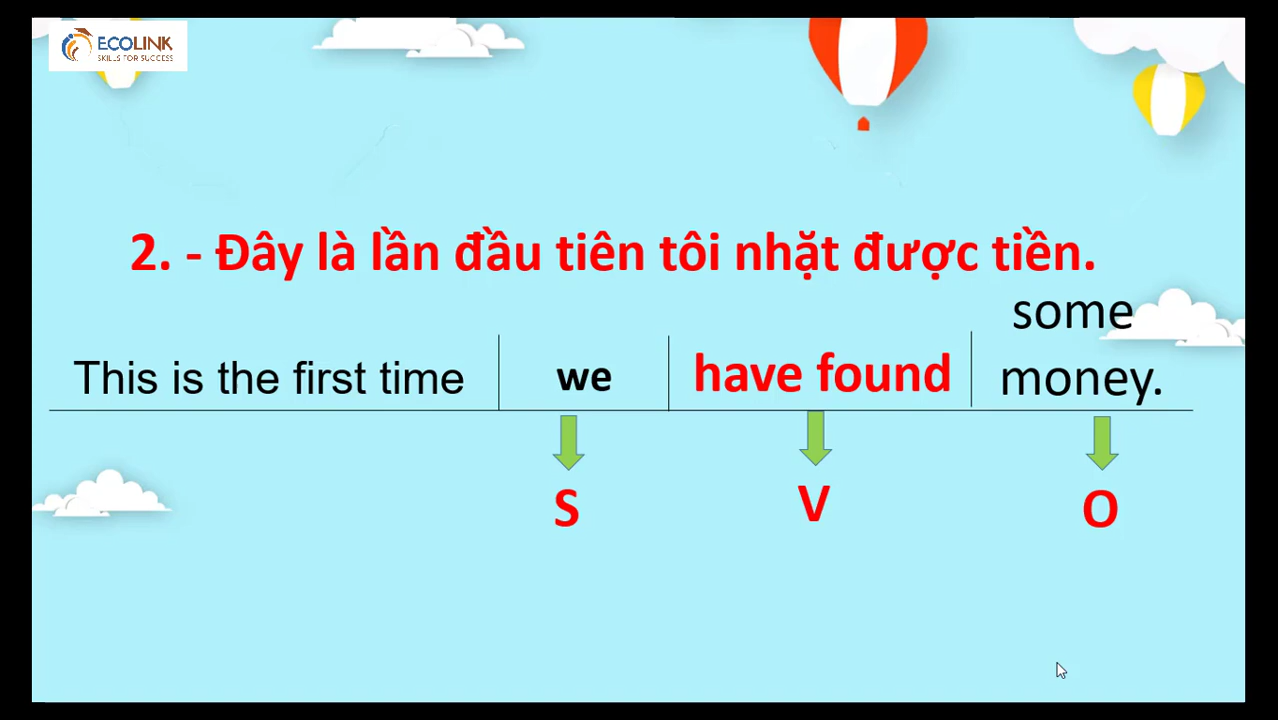 ECOLINK
SKILLS FOR SUCCESS
2. - Đây là lần đầu tiên tôi nhặt được tiền.
This is the first time we have found some money.
S V O